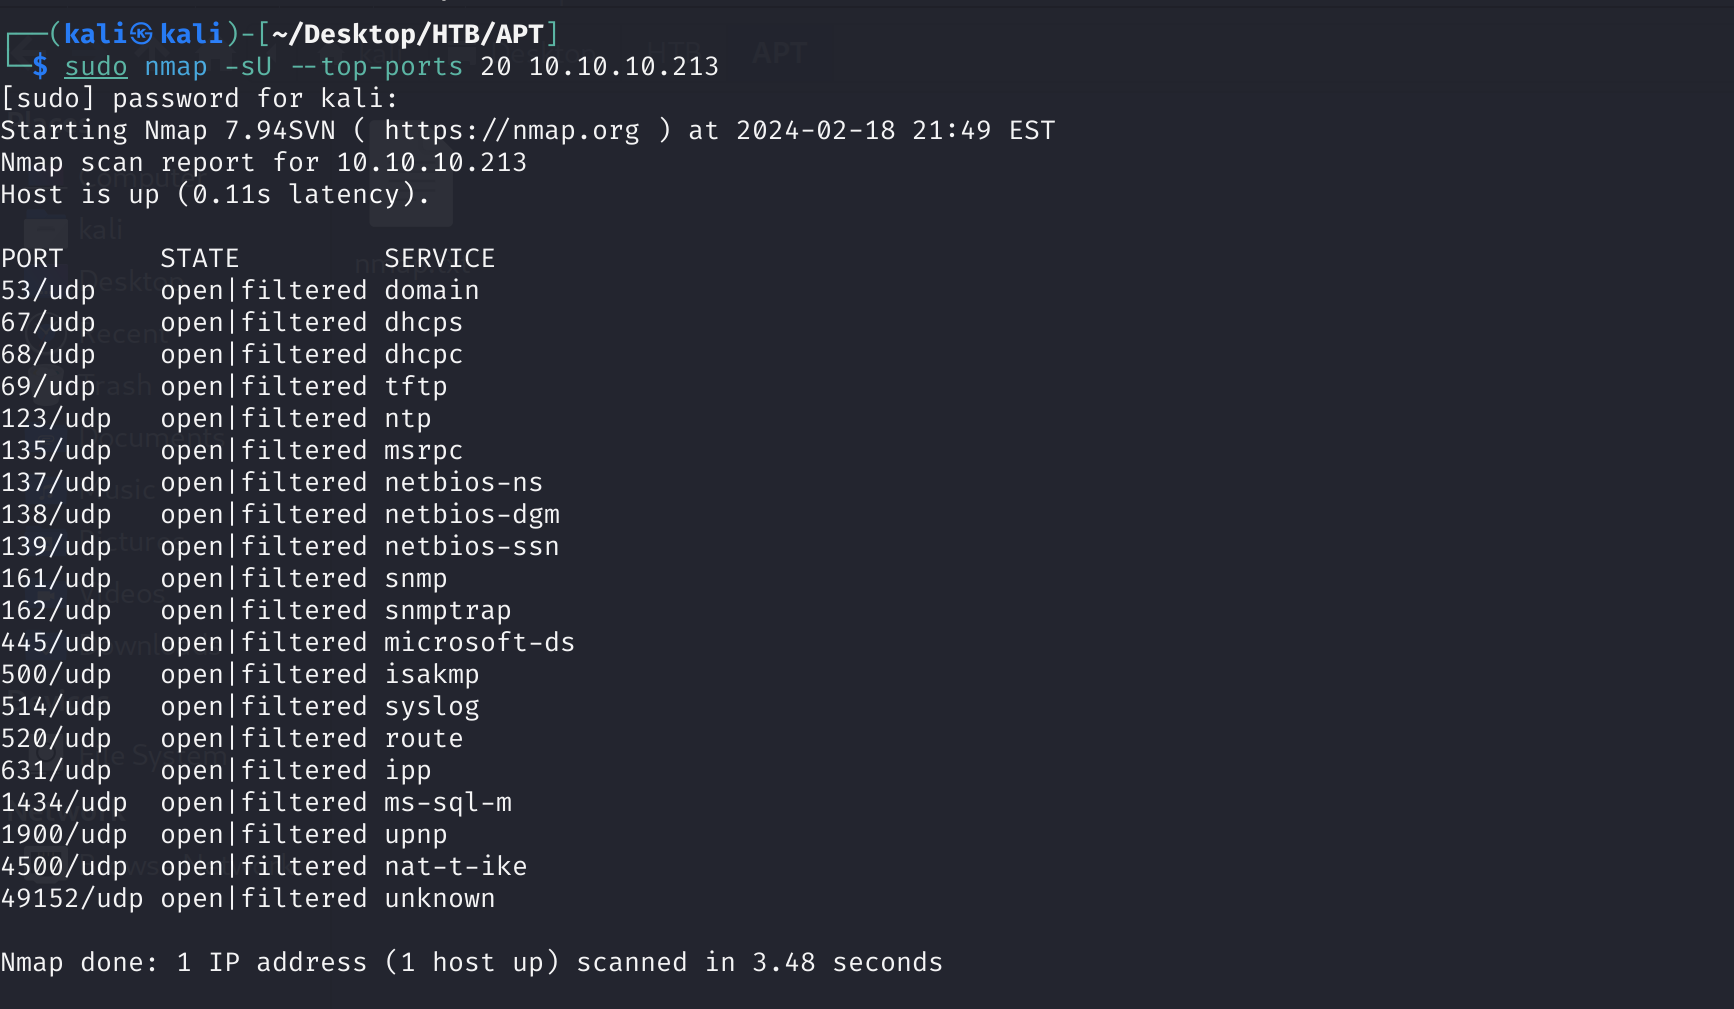 ┌──(kali㉿kali)-[~/Desktop/HTB/APT]
└─$ sudo nmap -sU --top-ports 20 10.10.10.213
[sudo] password for kali:
Starting Nmap 7.94SVN ( https://nmap.org ) at 2024-02-18 21:49 EST
Nmap scan report for 10.10.10.213
Host is up (0.11s latency).

PORT      STATE         SERVICE
53/udp    open|filtered domain
67/udp    open|filtered dhcps
68/udp    open|filtered dhcpc
69/udp    open|filtered tftp
123/udp   open|filtered ntp
135/udp   open|filtered msrpc
137/udp   open|filtered netbios-ns
138/udp   open|filtered netbios-dgm
139/udp   open|filtered netbios-ssn
161/udp   open|filtered snmp
162/udp   open|filtered snmptrap
445/udp   open|filtered microsoft-ds
500/udp   open|filtered isakmp
514/udp   open|filtered syslog
520/udp   open|filtered route
631/udp   open|filtered ipp
1434/udp  open|filtered ms-sql-m
1900/udp  open|filtered upnp
4500/udp  open|filtered nat-t-ike
49152/udp open|filtered unknown

Nmap done: 1 IP address (1 host up) scanned in 3.48 seconds